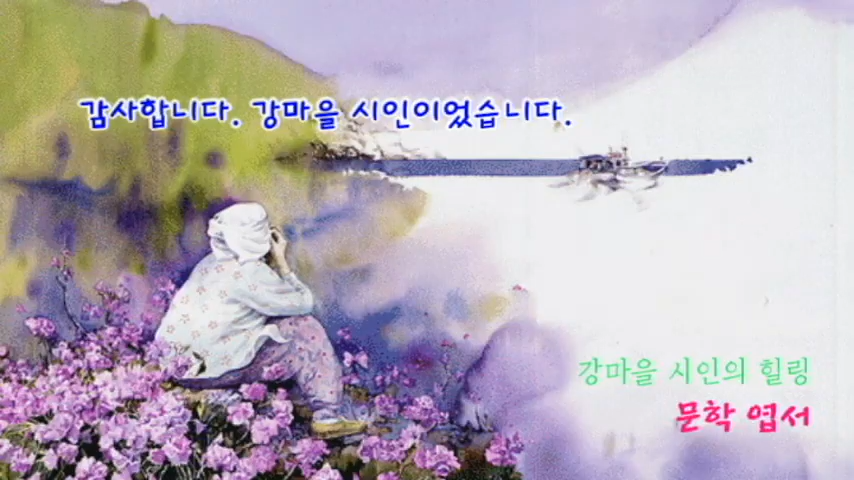 감사합니다. 강마을 시인이었습니다.
강마을 시인의 힐링
문학 엽서